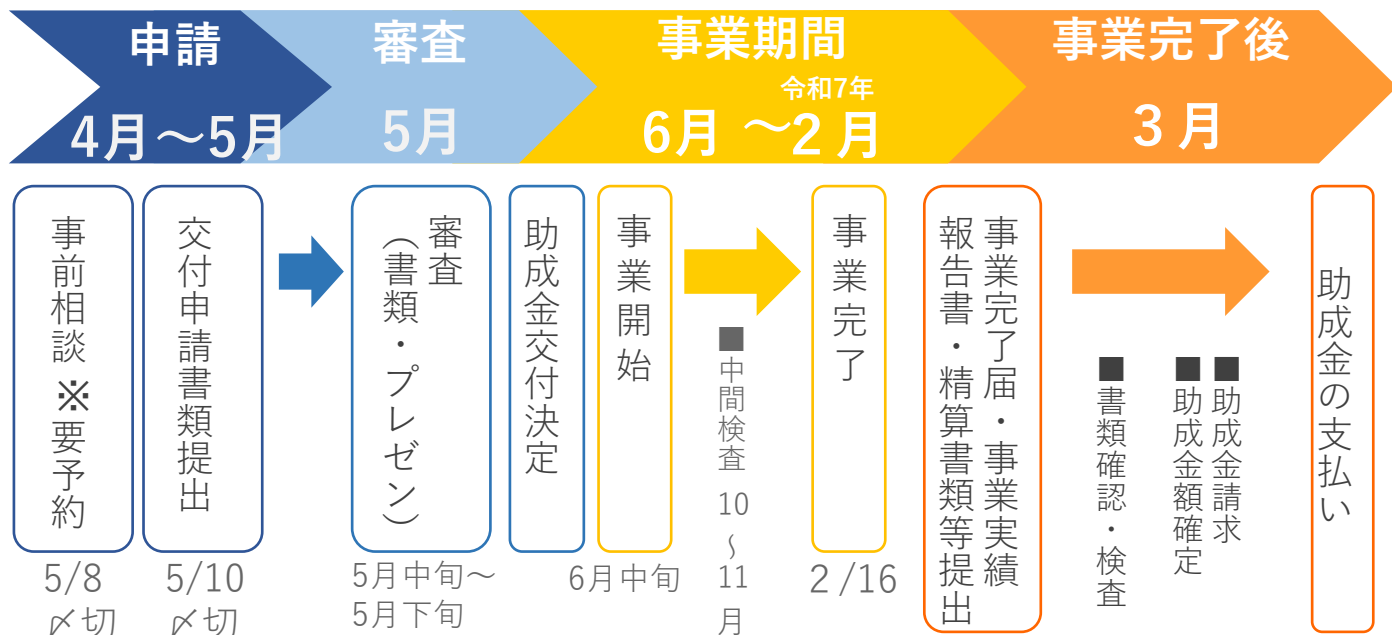 申請
4月～5月
審査
5月
事業期間
令和7年
6月 ～2月
事業完了後
3月
事前相談 ※要予約
5/8
〆切
交付申請書類提出
5/10
〆切
審査
（書類・プレゼン）
5月中旬～
5月下旬
助成金交付決定
事業開始
6月中旬
■中間検査 10～11月
事業完了
2/16
事業完了届・事業実績
報告書・精算書類等提出
■書類確認・検査
■助成金請求
■助成金額確定
助成金の支払い